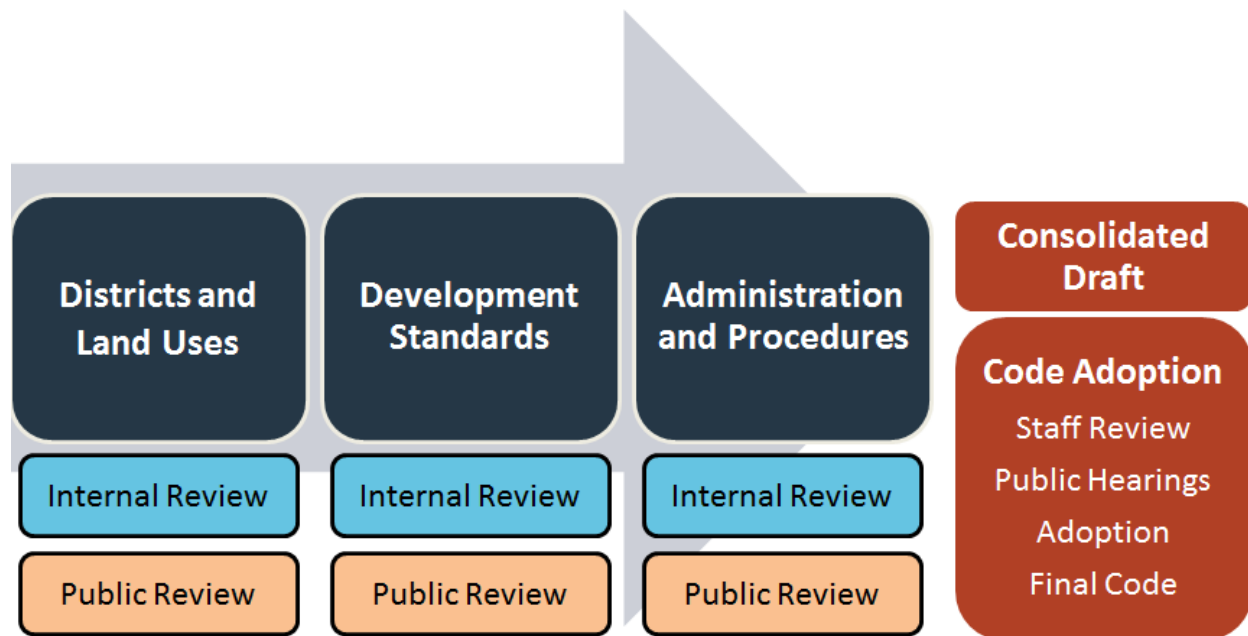 Districts and
Land Uses
Internal Review
Public Review
Development
Standards
Internal Review
Public Review
Administration
and Procedures
Internal Review
Public Review
Consolidated
Draft
Code Adoption
Staff Review
Public Hearings
Adoption
Final Code